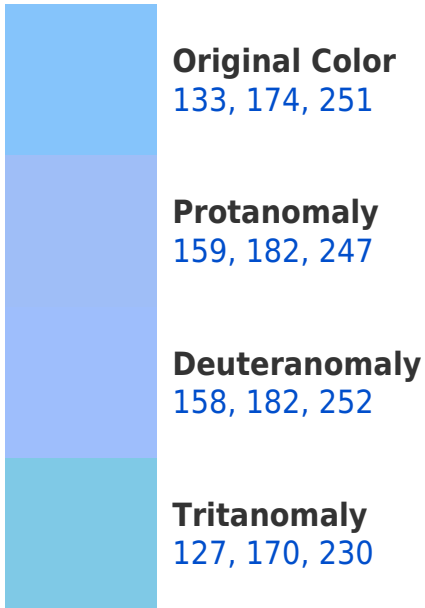 Original Color
133, 174, 251
Protanomaly
159, 182, 247
Deuteranomaly
158, 182, 252
Tritanomaly
127, 170, 230